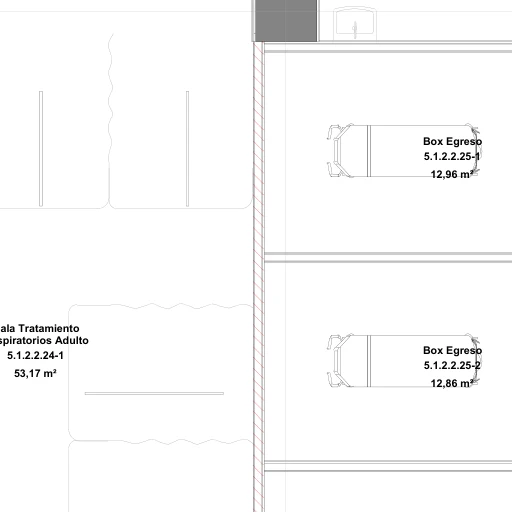 Box Egreso
5.1.2.2.25-1
12,96 m²
ala Tratamiento
spiratorios Adulto
5.1.2.2.24-1
53,17 m²
Box Egreso
5.1.2.2.25-2
12,86 m²